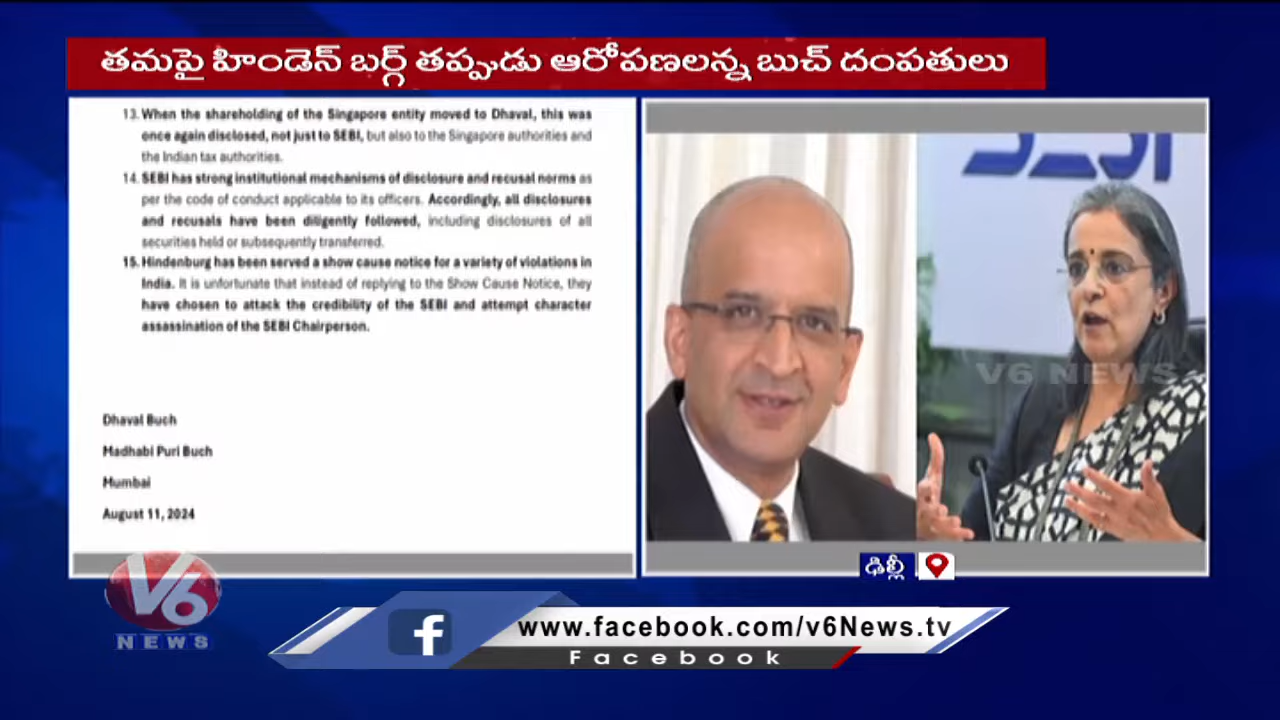 తమపై హిండెన్ బర్గ్ తప్పుడు ఆరోపణలన్న బుచ్ దంపతులు
13. When the shareholding of the Singapore entity moved to Dhaval, this was
once again disclosed, not just to SEBI, but also to the Singapore authorities and
the Indian tax authorities.
14. SEBI has strong institutional mechanisms of disclosure and recusal norms as
per the code of conduct applicable to its officers. Accordingly, all disclosures
and recusals have been diligently followed, including disclosures of all
securities held or subsequently transferred.
15. Hindenburg has been served a show cause notice for a variety of violations in
India. It is unfortunate that instead of replying to the Show Cause Notice, they
have chosen to attack the credibility of the SEBI and attempt character
assassination of the SEBI Chairperson.
Dhaval Buch
Madhabi Puri Buch
Mumbai
August 11, 2024
SEBI
V6 NEWS
ఢిల్లీ
V6
NEWS
f
www.facebook.com/v6News.tv
Facebook